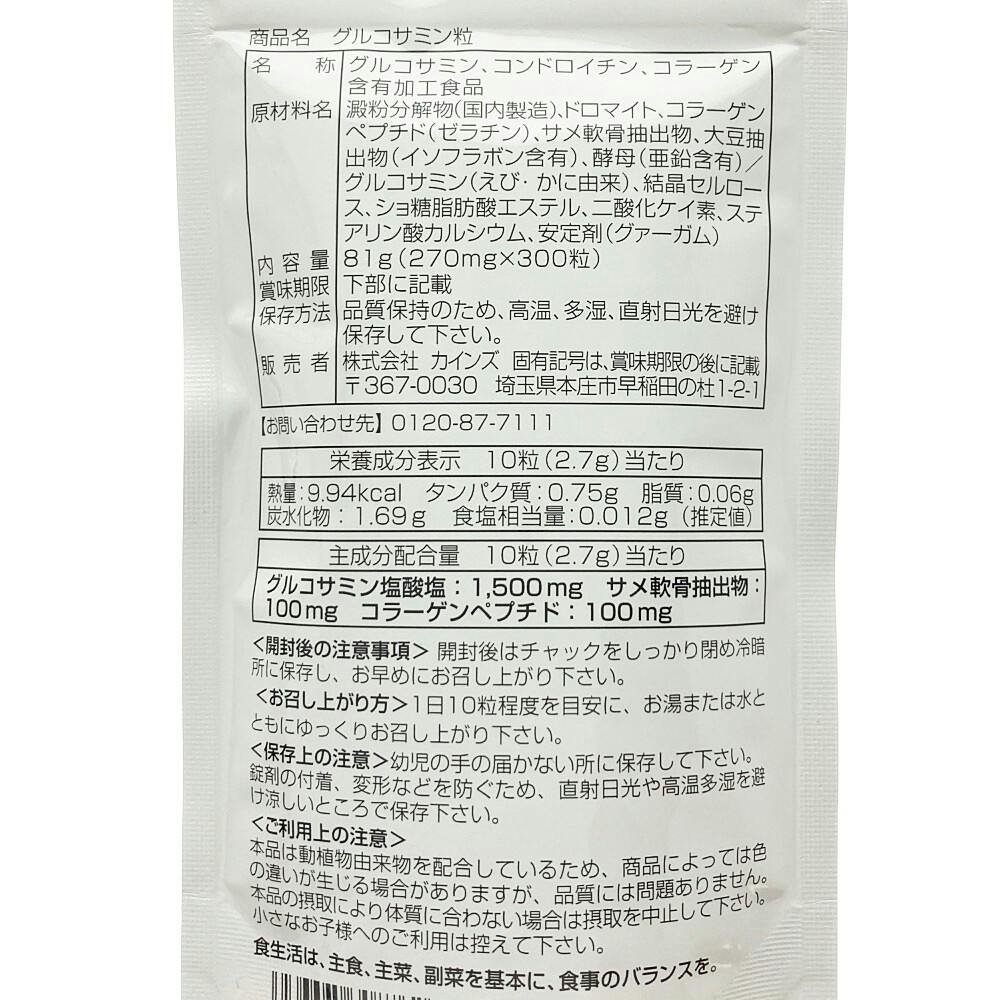 商品名 グルコサミン粒
名称 グルコサミン、コンドロイチン、コラーゲン
含有加工食品
原材料名 澱粉分解物(国内製造)、ドロマイト、コラーゲン
ペプチド(ゼラチン)、サメ軟骨抽出物、大豆抽
出物(イソフラボン含有)、酵母(亜鉛含有)／
グルコサミン(えび・かに由来)、結晶セルロー
ス、ショ糖脂肪酸エステル、二酸化ケイ素、ステ
アリン酸カルシウム、安定剤(グァーガム)
内容量 81g(270mg×300粒)
賞味期限 下部に記載
保存方法 品質保持のため、高温、多湿、直射日光を避け
保存して下さい。
販売者 株式会社 カインズ 固有記号は、賞味期限の後に記載
〒367-0030 埼玉県本庄市早稲田の杜1-2-1
【お問い合わせ先】0120-87-7111
栄養成分表示 10粒(2.7g)当たり
熱量:9.94kcal タンパク質:0.75g 脂質:0.06g
炭水化物:1.69g 食塩相当量:0.012g(推定値)
主成分配合量 10粒(2.7g)当たり
グルコサミン塩酸塩:1,500mg サメ軟骨抽出物:
100mg コラーゲンペプチド:100mg
<開封後の注意事項> 開封後はチャックをしっかり閉め冷暗
所に保存し、お早めにお召し上がり下さい。
<お召し上がり方>1日10粒程度を目安に、お湯または水と
ともにゆっくりお召し上がり下さい。
<保存上の注意>幼児の手の届かない所に保存して下さい。
錠剤の付着、変形などを防ぐため、直射日光や高温多湿を避
け涼しいところで保存下さい。
<ご利用上の注意>
本品は動植物由来物を配合しているため、商品によっては色
の違いが生じる場合がありますが、品質には問題ありません。
本品の摂取により体質に合わない場合は摂取を中止して下さい。
小さなお子様へのご利用は控えて下さい。
食生活は、主食、主菜、副菜を基本に、食事のバランスを。